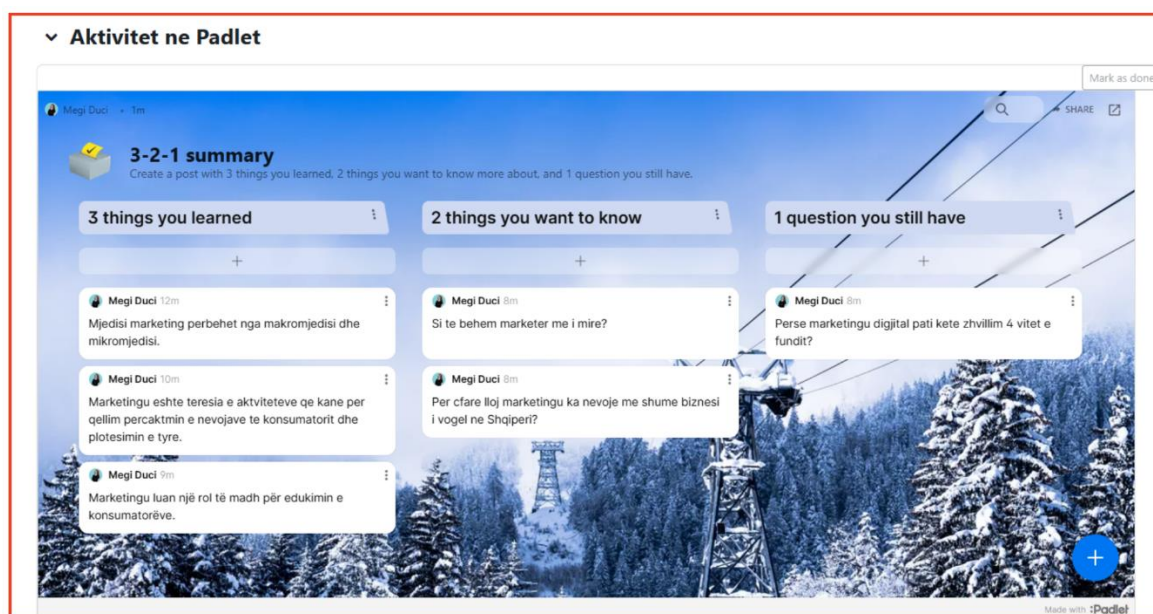 Aktivitet ne Padlet
Mark as done
Megi Duci • 1m
SHARE
3-2-1 summary
Create a post with 3 things you learned, 2 things you want to know more about, and 1 question you still have.
3 things you learned
Megi Duci 12m
Mjedisi marketing perbehet nga makromjedisi dhe
mikromjedisi.
Megi Duci 10m
Marketingu eshte teresia e aktviteteve qe kane per
qellim percaktmin e nevojave te konsumatorit dhe
plotesimin e tyre.
Megi Duci 9m
Marketingu luan një rol të madh për edukimin e
konsumatorëve.
2 things you want to know
Megi Duci 8m
Si te behem marketer me i mire?
Megi Duci 8m
Per cfare lloj marketingu ka nevoje me shume biznesi
i vogel ne Shqiperi?
1 question you still have
Megi Duci 8m
Perse marketingu digjital pati kete zhvillim 4 vitet e
fundit?
Made with :Padlet